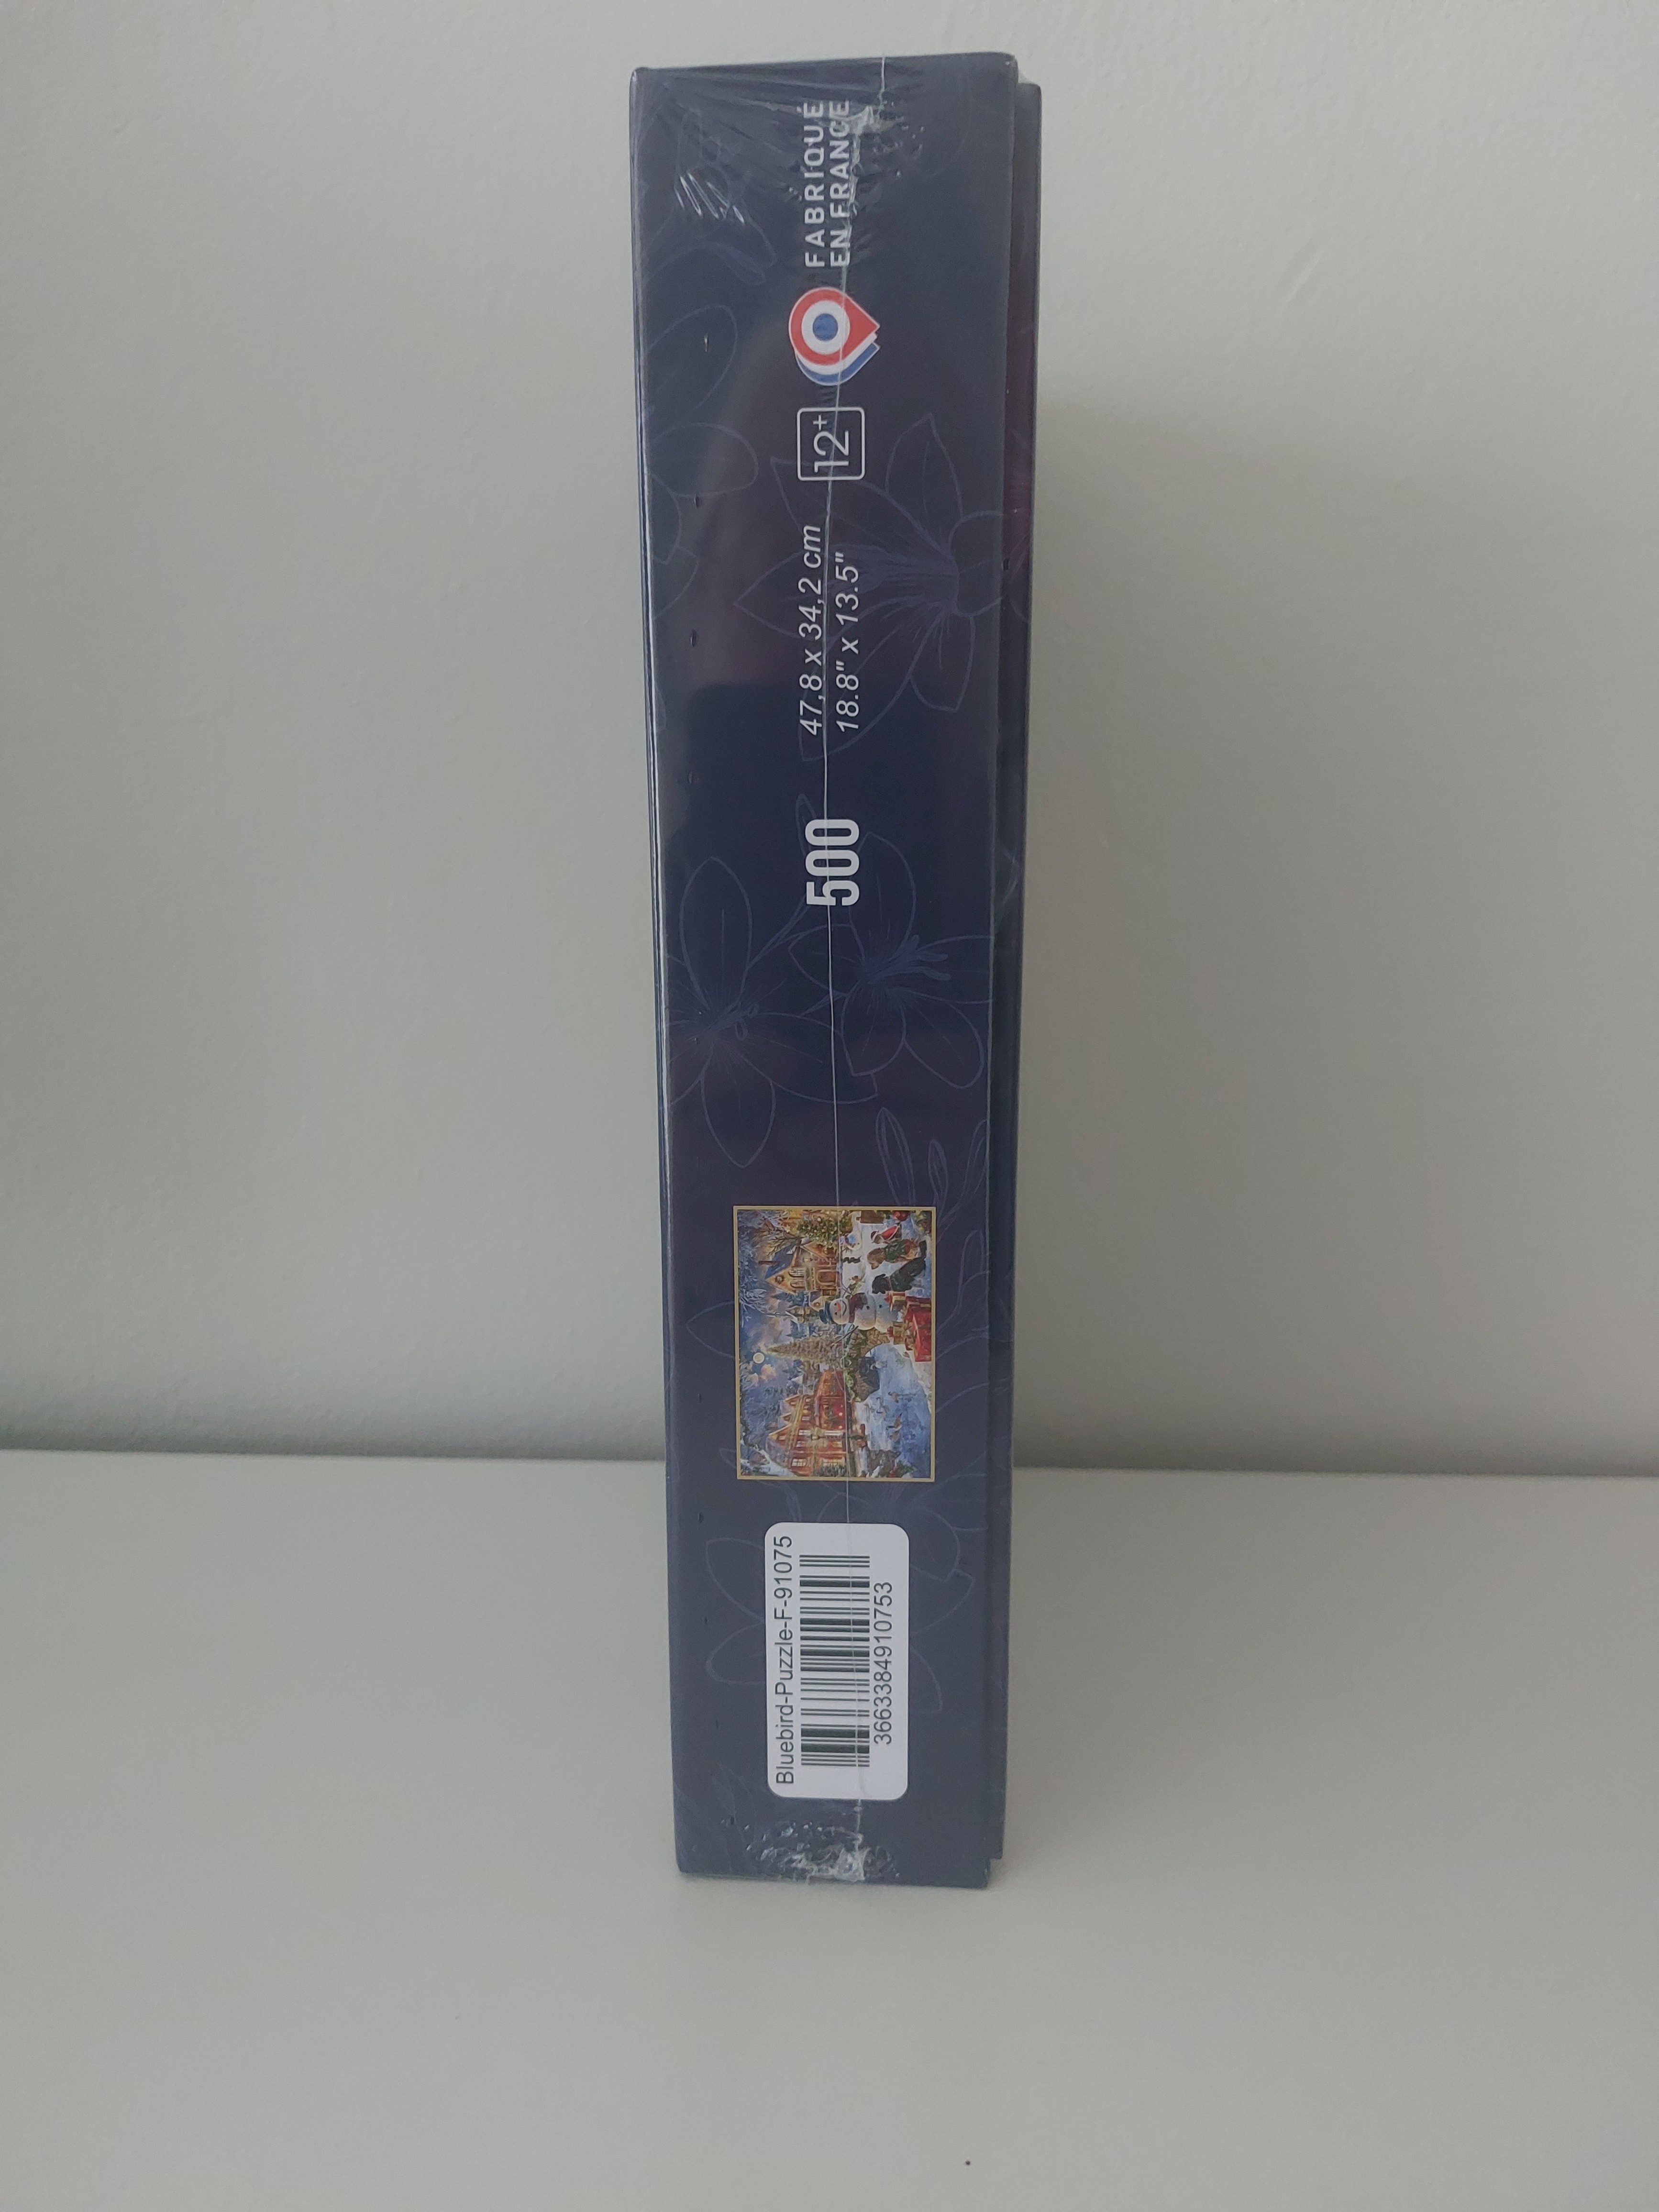 Bluebird-Puzzle-F-91075
3663384910753
500
47,8 x 34,2 cm
18.8" x 13.5"
12+
FABRIQUÉ
EN FRANCE